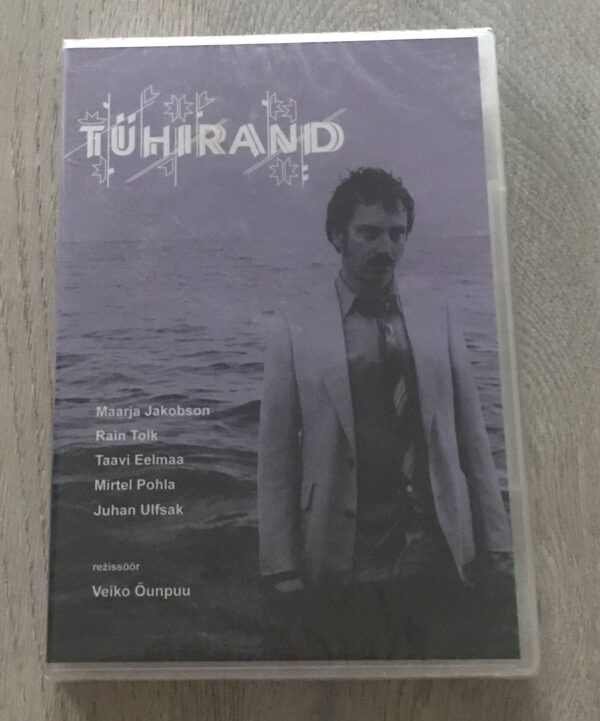 TÜHIRAND
Maarja Jakobson
Rain Tolk
Taavi Eelmaa
Mirtel Pohla
Juhan Ulfsak
režissöör
Veiko Õunpuu